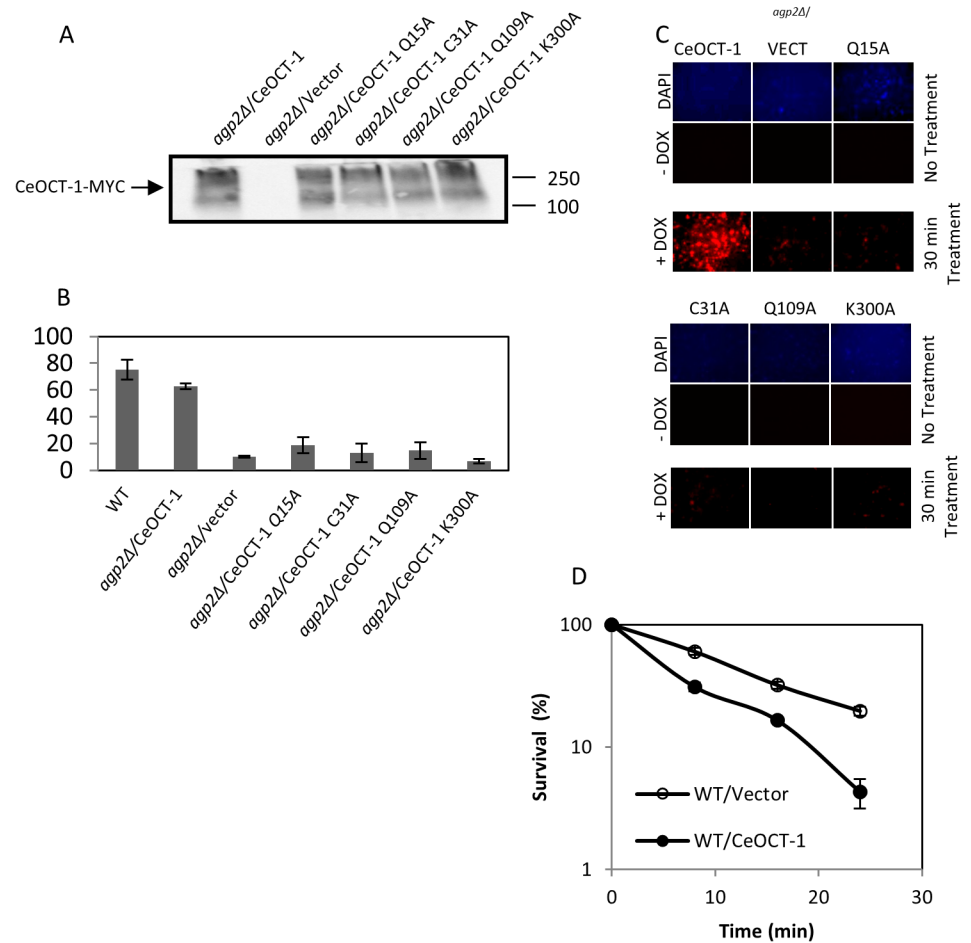 A
agp2Δ/CeOCT-1
agp2Δ/Vector
agp2Δ/CeOCT-1 Q15A
agp2Δ/CeOCT-1 C31A
agp2Δ/CeOCT-1 Q109A
agp2Δ/CeOCT-1 K300A
CeOCT-1-MYC
250
100
B
100
80
60
40
20
0
WT
agp2Δ/CeOCT-1
agp2Δ/vector
agp2Δ/CeOCT-1 Q15A
agp2Δ/CeOCT-1 C31A
agp2Δ/CeOCT-1 Q109A
agp2Δ/CeOCT-1 K300A
C
agp2Δ/
CeOCT-1 VECT Q15A
DAPI
- DOX
No Treatment
+ DOX
30 min
Treatment
C31A Q109A K300A
DAPI
- DOX
No Treatment
+ DOX
30 min
Treatment
D
Survival (%)
100
10
1
WT/Vector
WT/CeOCT-1
0 10 20 30
Time (min)